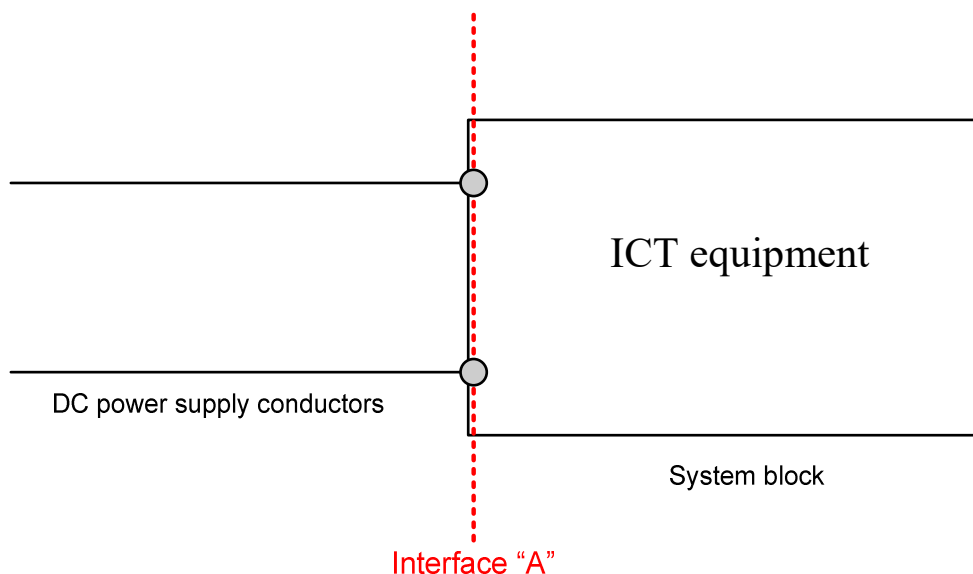 ICT equipment
DC power supply conductors
System block
Interface “A”